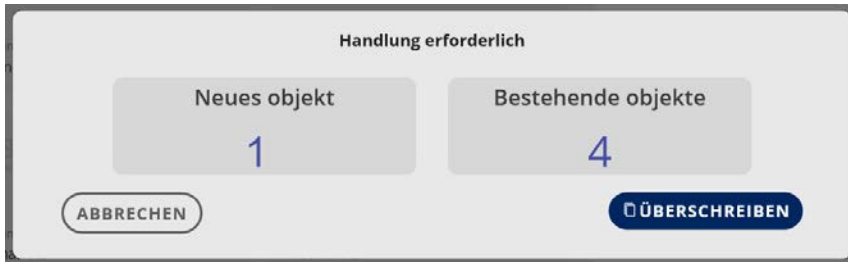 Handlung erforderlich
Neues objekt
Bestehende objekte
1
4
ABBRECHEN
ÜBERSCHREIBEN